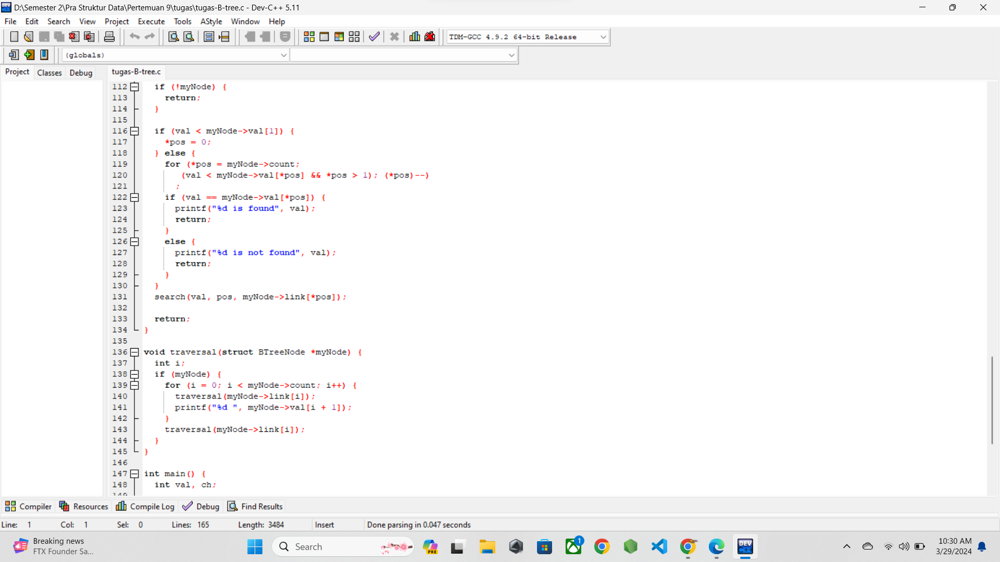 D:\Semester 2\Pra Struktur Data\Pertemuan 9\tugas\tugas-B-tree.c - Dev-C++ 5.11
File Edit Search View Project Execute Tools AStyle Window Help
TDM-GCC 4.9.2 64-bit Release
(globals)
Project Classes Debug tugas-B-tree.c
112 if (!myNode) {
113 return;
114 }
115
116 if (val < myNode->val[1]) {
117 *pos = 0;
118 } else {
119 for (*pos = myNode->count;
120 (val < myNode->val[*pos] && *pos > 1); (*pos)--)
121 ;
122 if (val == myNode->val[*pos]) {
123 printf("%d is found", val);
124 return;
125 }
126 else {
127 printf("%d is not found", val);
128 return;
129 }
130 }
131 search(val, pos, myNode->link[*pos]);
132
133 return;
134 }
135
136 void traversal(struct BTreeNode *myNode) {
137 int i;
138 if (myNode) {
139 for (i = 0; i < myNode->count; i++) {
140 traversal(myNode->link[i]);
141 printf("%d ", myNode->val[i + 1]);
142 }
143 traversal(myNode->link[i]);
144 }
145 }
146
147 int main() {
148 int val, ch;
149
Compiler Resources Compile Log Debug Find Results
Line: 1 Col: 1 Sel: 0 Lines: 165 Length: 3484 Insert Done parsing in 0.047 seconds
Breaking news
FTX Founder Sa...
Search
PRE
1
DEV
C++
10:30 AM
3/29/2024